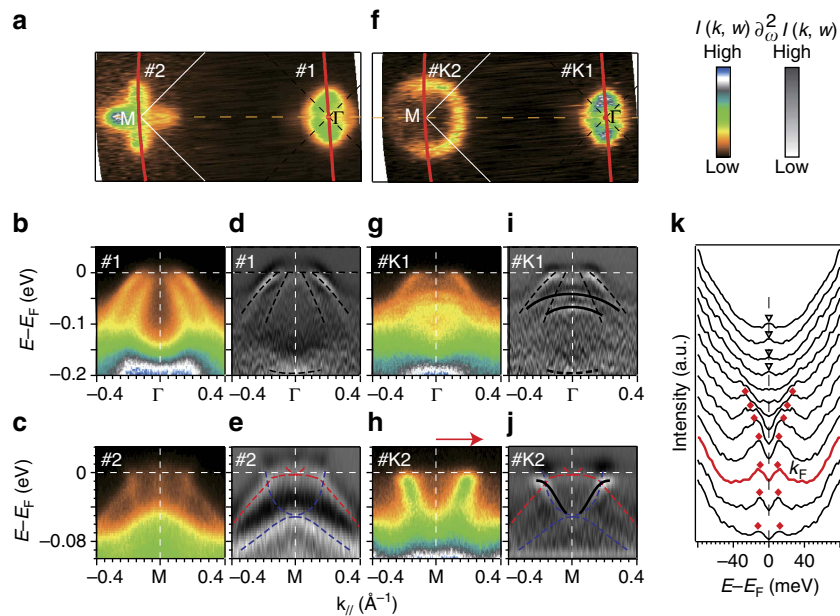 a
f
I (k, w) ∂²ω I (k, w)
High High
Low Low
#2 #1
M Γ
#K2 #K1
M Γ
b d g i k
#1 #1 #K1 #K1
E–EF (eV)
0
–0.1
–0.2
–0.4 Γ 0.4
–0.4 Γ 0.4
–0.4 Γ 0.4
–0.4 Γ 0.4
c e h j
#2 #2 #K2 #K2
E–EF (eV)
0
–0.08
–0.4 M 0.4
–0.4 M 0.4
–0.4 M 0.4
–0.4 M 0.4
k// (Å⁻¹)
Intensity (a.u.)
kF
–40 0 40
E–EF (meV)